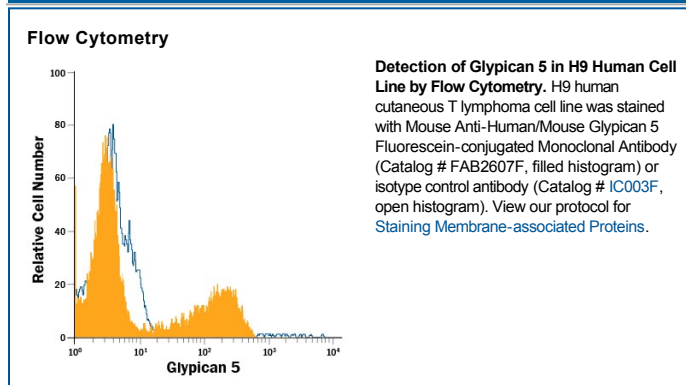 Flow Cytometry
100
80
60
40
20
0
Relative Cell Number
10⁰ 10¹ 10² 10³ 10⁴
Glypican 5
Detection of Glypican 5 in H9 Human Cell
Line by Flow Cytometry. H9 human
cutaneous T lymphoma cell line was stained
with Mouse Anti-Human/Mouse Glypican 5
Fluorescein-conjugated Monoclonal Antibody
(Catalog # FAB2607F, filled histogram) or
isotype control antibody (Catalog # IC003F,
open histogram). View our protocol for
Staining Membrane-associated Proteins.